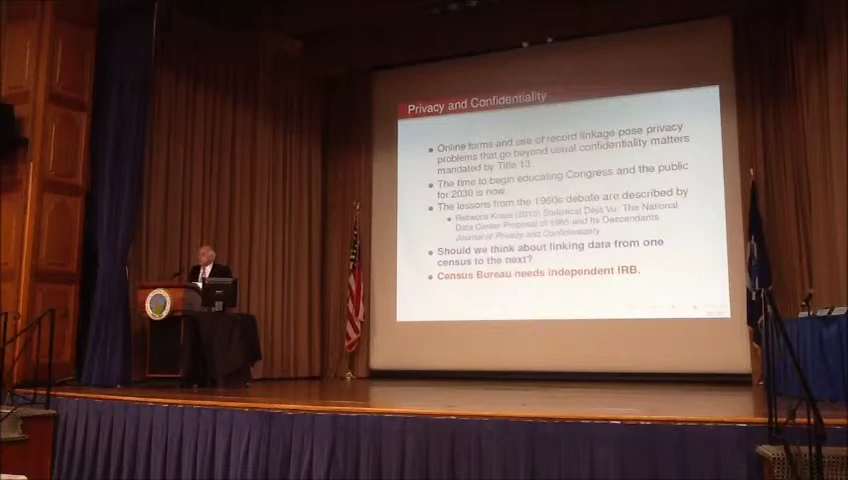 Privacy and Confidentiality
Online forms and use of record linkage pose privacy
problems that go beyond usual confidentiality matters
mandated by Title 13.
The time to begin educating Congress and the public
for 2030 is now.
The lessons from the 1960s debate are described by
Rebecca Kraus (2013) Statistical Déjà Vu: The National
Data Center Proposal of 1965 and Its Descendants
Journal of Privacy and Confidentiality
Should we think about linking data from one
census to the next?
Census Bureau needs independent IRB.